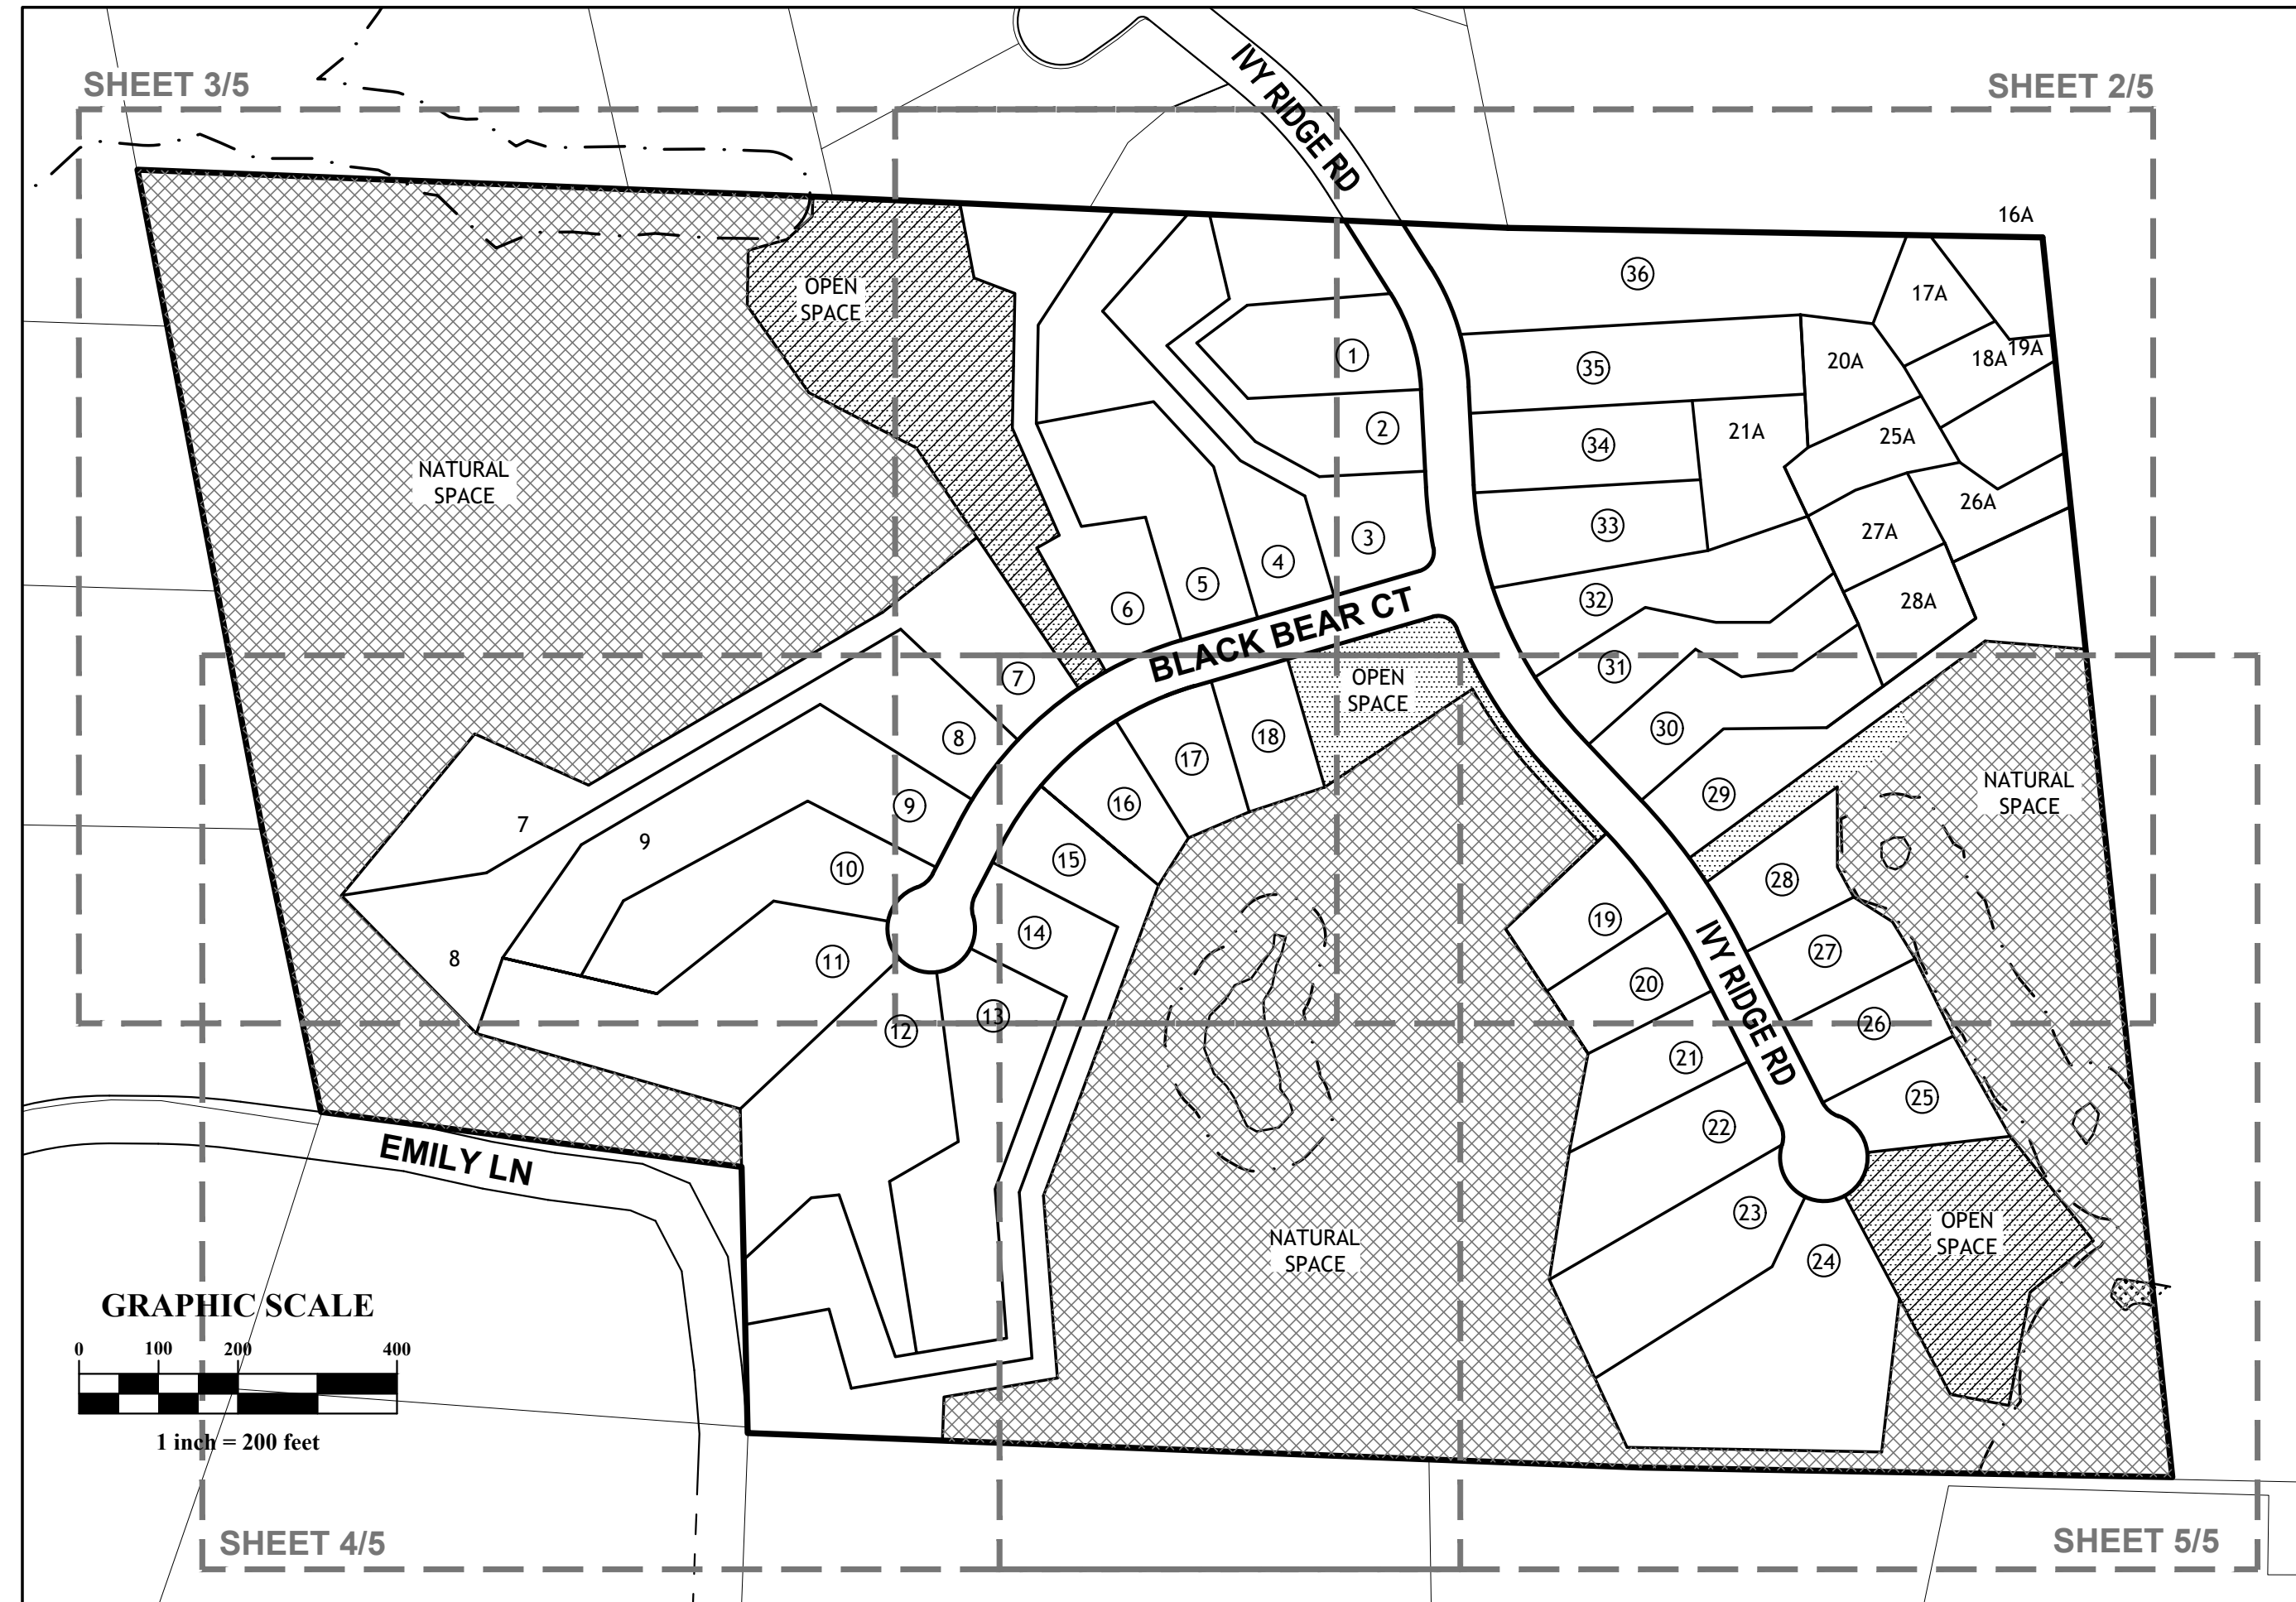 IVY RIDGE RD
SHEET 3/5
SHEET 2/5
16A
36
17A
OPEN
SPACE
1
35
20A
18A
19A
2
34
21A
25A
NATURAL
SPACE
26A
3
33
27A
4
5
6
32
28A
BLACK BEAR CT
7
31
OPEN
SPACE
8
18
30
17
NATURAL
SPACE
29
9
16
7
9
15
10
28
19
14
8
11
27
IVY RIDGE RD
20
13
12
26
21
25
22
EMILY LN
23
OPEN
SPACE
NATURAL
SPACE
24
GRAPHIC SCALE
0 100 200 400
1 inch = 200 feet
SHEET 4/5
SHEET 5/5